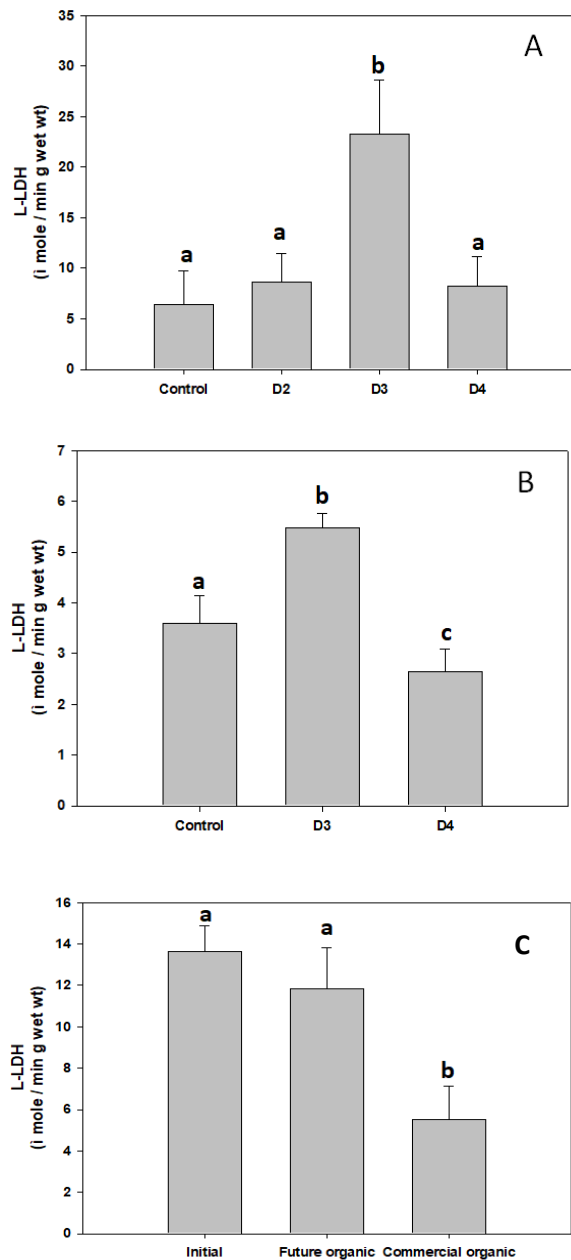 A
35
30
25
20
15
10
5
0
L-LDH
(i mole / min g wet wt)
a
a
b
a
Control D2 D3 D4
B
7
6
5
4
3
2
1
0
L-LDH
(i mole / min g wet wt)
a
b
c
Control D3 D4
C
16
14
12
10
8
6
4
2
0
L-LDH
(i mole / min g wet wt)
a
a
b
Initial Future organic Commercial organic